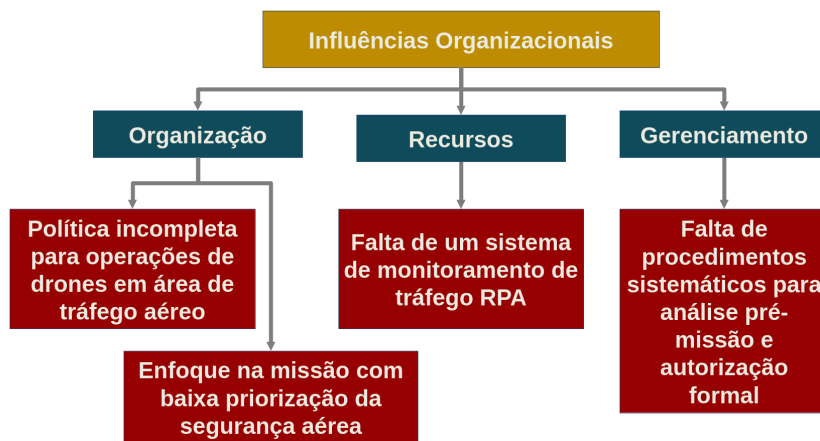 Influências Organizacionais
Organização
Recursos
Gerenciamento
Política incompleta
para operações de
drones em área de
tráfego aéreo
Enfoque na missão com
baixa priorização da
segurança aérea
Falta de um sistema
de monitoramento de
tráfego RPA
Falta de
procedimentos
sistemáticos para
análise pré-
missão e
autorização
formal